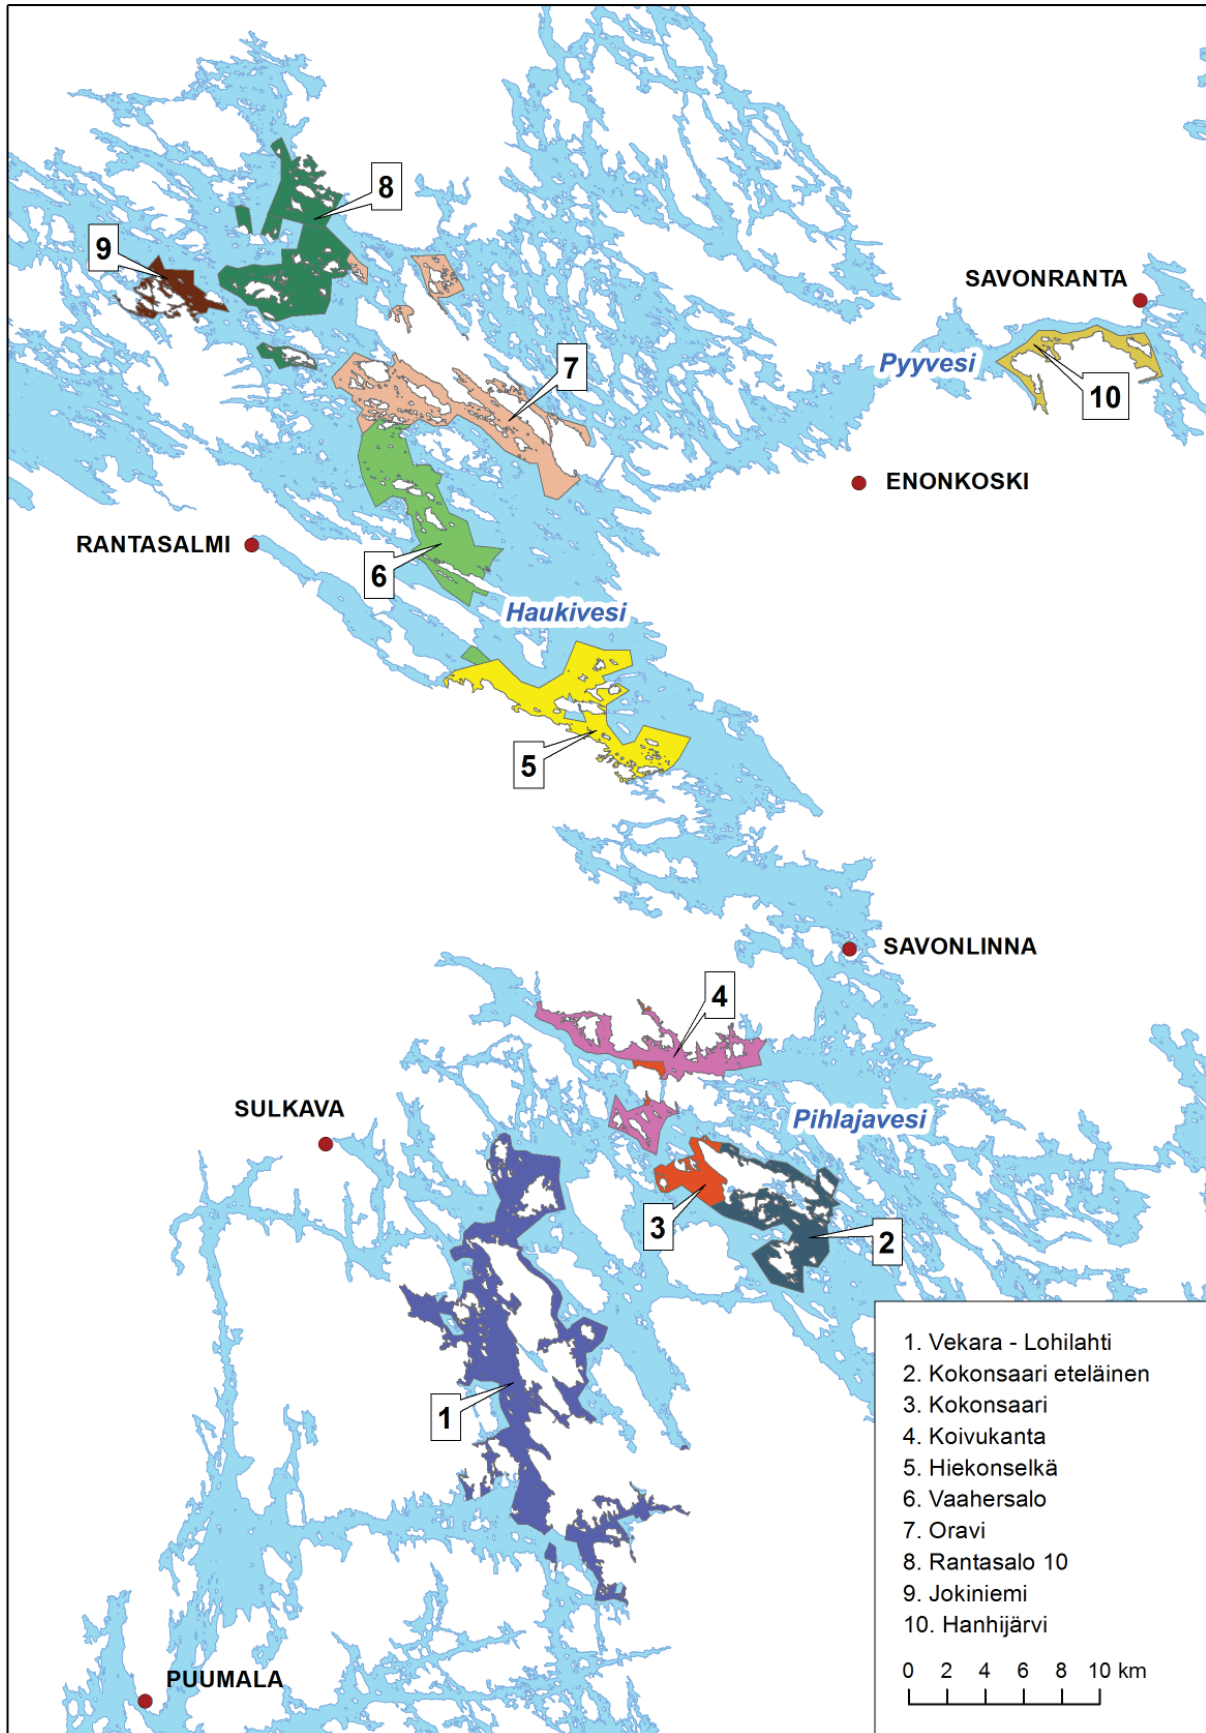 8
9
SAVONRANTA
Pyyvesi
7
10
ENONKOSKI
RANTASALMI
6
Haukivesi
5
SAVONLINNA
4
SULKAVA
Pihlajavesi
3
2
1
1. Vekara - Lohilahti
2. Kokonsaari eteläinen
3. Kokonsaari
4. Koivukanta
5. Hiekonselkä
6. Vaahersalo
7. Oravi
8. Rantasalo 10
9. Jokiniemi
10. Hanhijärvi
0 2 4 6 8 10 km
PUUMALA